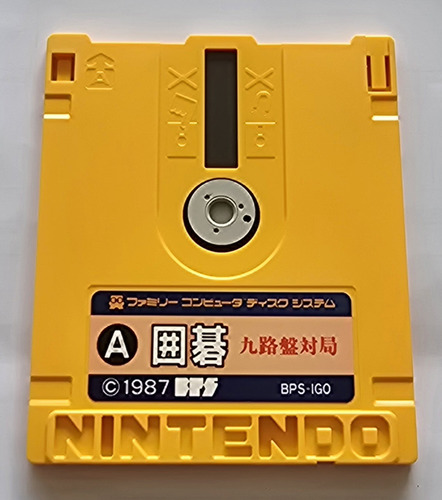 ファミリー コンピュータ ディスク システム
A 囲碁 九路盤対局
©1987 BPS BPS-IGO
NINTENDO